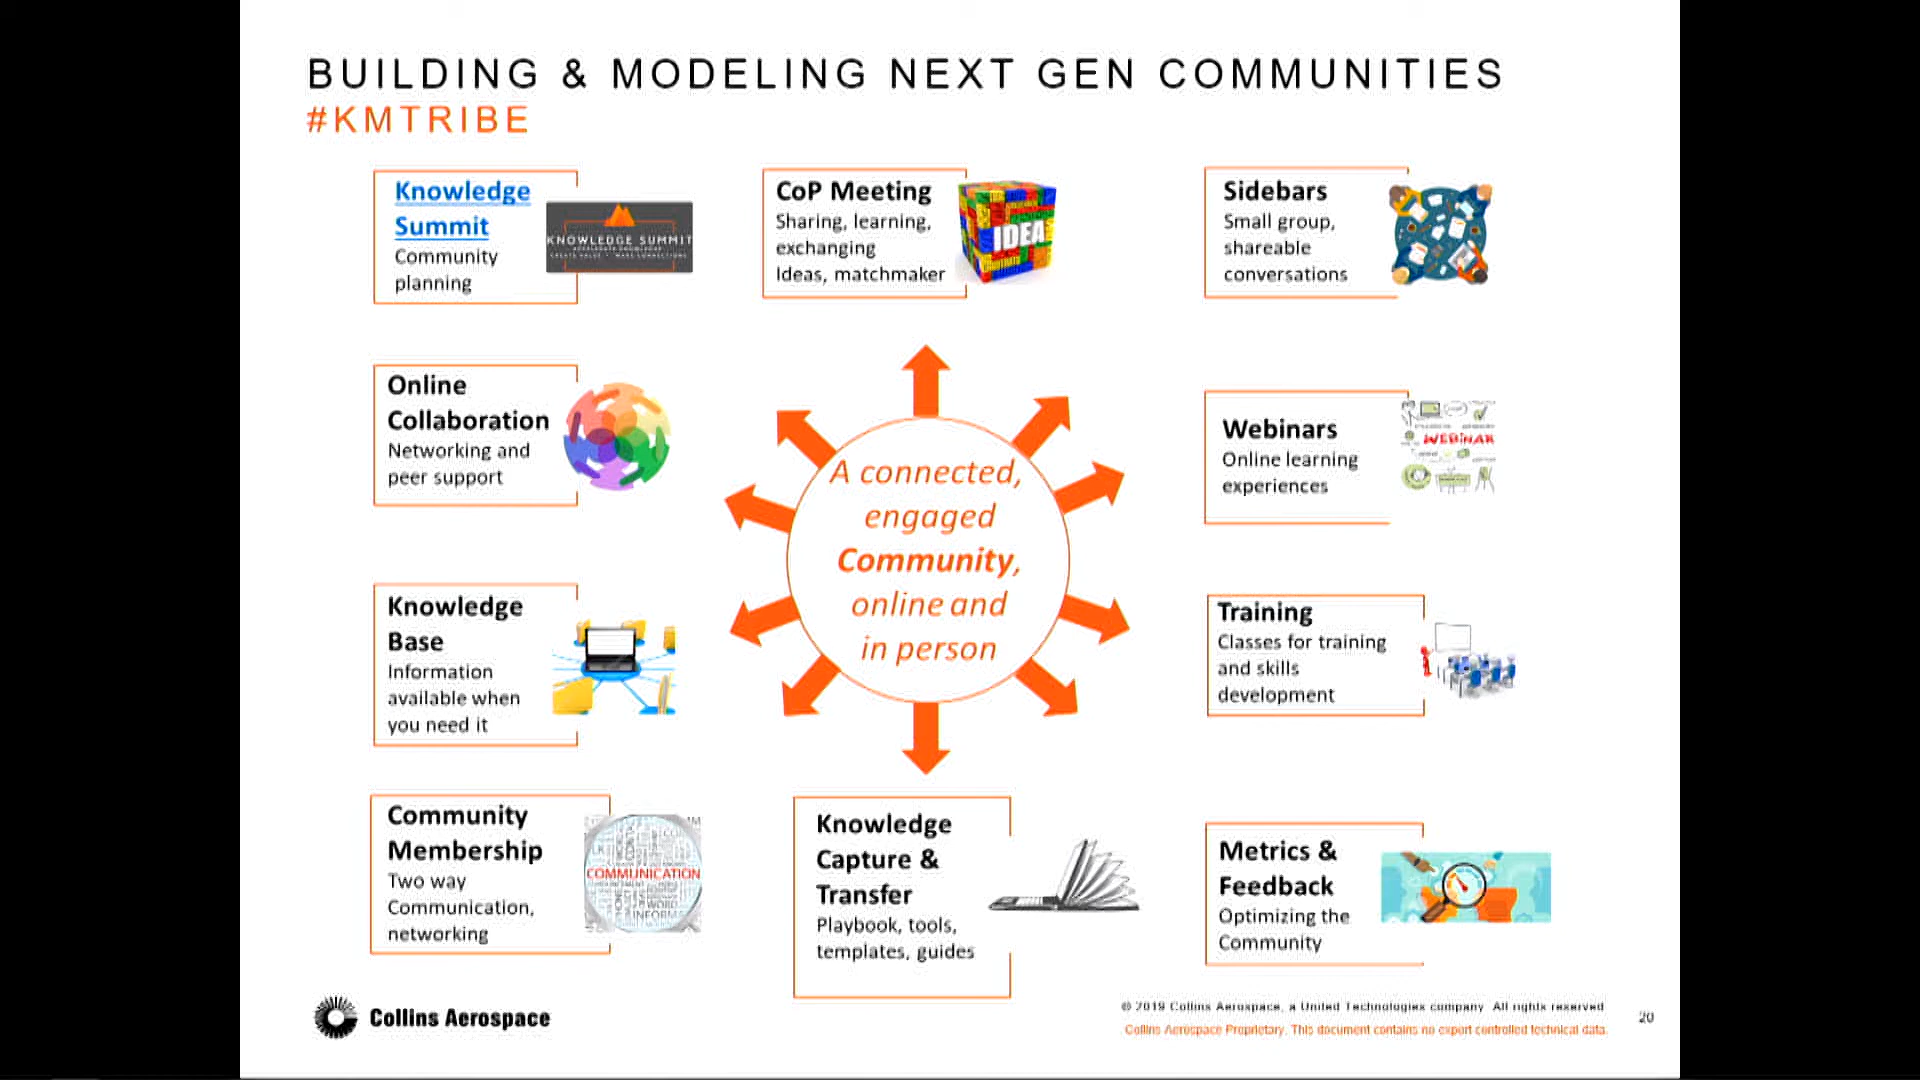 BUILDING & MODELING NEXT GEN COMMUNITIES
#KMTRIBE
Knowledge
Summit
Community
planning
KNOWLEDGE SUMMIT
CoP Meeting
Sharing, learning,
exchanging
Ideas, matchmaker
IDEA
Sidebars
Small group,
shareable
conversations
Online
Collaboration
Networking and
peer support
A connected,
engaged
Community,
online and
in person
Webinars
Online learning
experiences
WEBINAR
Knowledge
Base
Information
available when
you need it
Training
Classes for training
and skills
development
Community
Membership
Two way
Communication,
networking
COMMUNICATION
WORD
INFORMA
Knowledge
Capture &
Transfer
Playbook, tools,
templates, guides
Metrics &
Feedback
Optimizing the
Community
Collins Aerospace
© 2019 Collins Aerospace, a United Technologies company. All rights reserved.
Collins Aerospace Proprietary. This document contains no export controlled technical data.
20